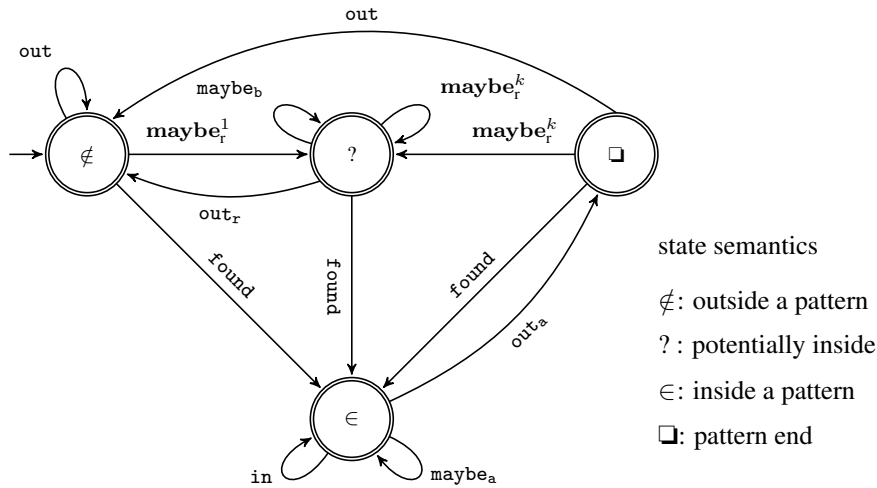 out
out
maybe_b
maybe_r^k
maybe_r^1
maybe_r^k
∉
?
❏
out_r
found
found
found
out_a
state semantics
∉: outside a pattern
? : potentially inside
∈
∈: inside a pattern
❏: pattern end
in
maybe_a